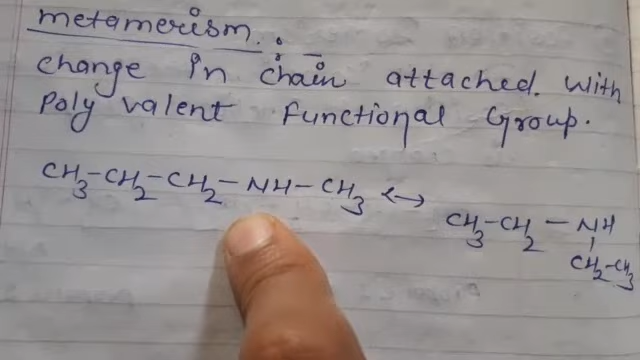 metamerism. :-
change in chain attached. with
Poly valent Functional Group.
CH3-CH2-CH2-NH-CH3 ↔ CH3-CH2-NH
CH2-CH3